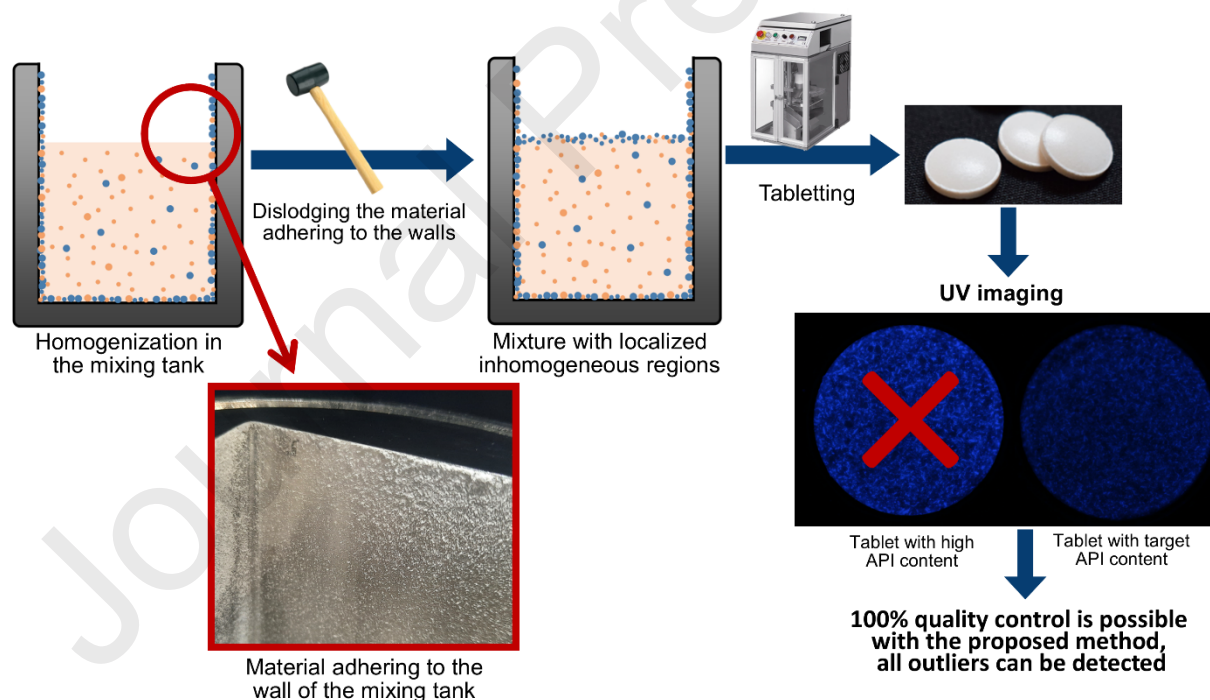 Homogenization in
the mixing tank
Dislodging the material
adhering to the walls
Mixture with localized
inhomogeneous regions
Tabletting
Material adhering to the
wall of the mixing tank
UV imaging
Tablet with high
API content
Tablet with target
API content
100% quality control is possible
with the proposed method,
all outliers can be detected
Journal Pre